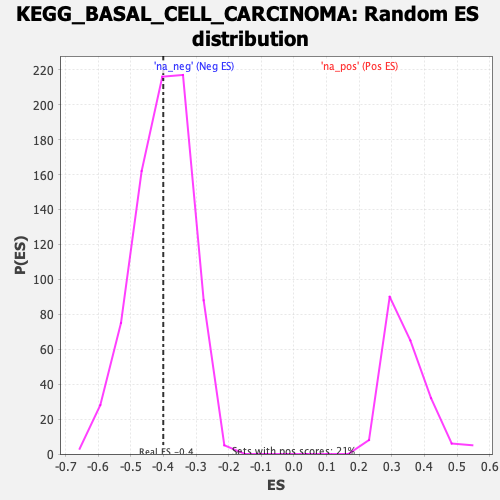 KEGG_BASAL_CELL_CARCINOMA: Random ES
distribution
'na_neg' (Neg ES)
'na_pos' (Pos ES)
220
200
180
160
140
120
100
80
60
40
20
0
P(ES)
Real ES -0.4
Sets with pos scores: 21%
-0.7 -0.6 -0.5 -0.4 -0.3 -0.2 -0.1 0.0 0.1 0.2 0.3 0.4 0.5 0.6
ES